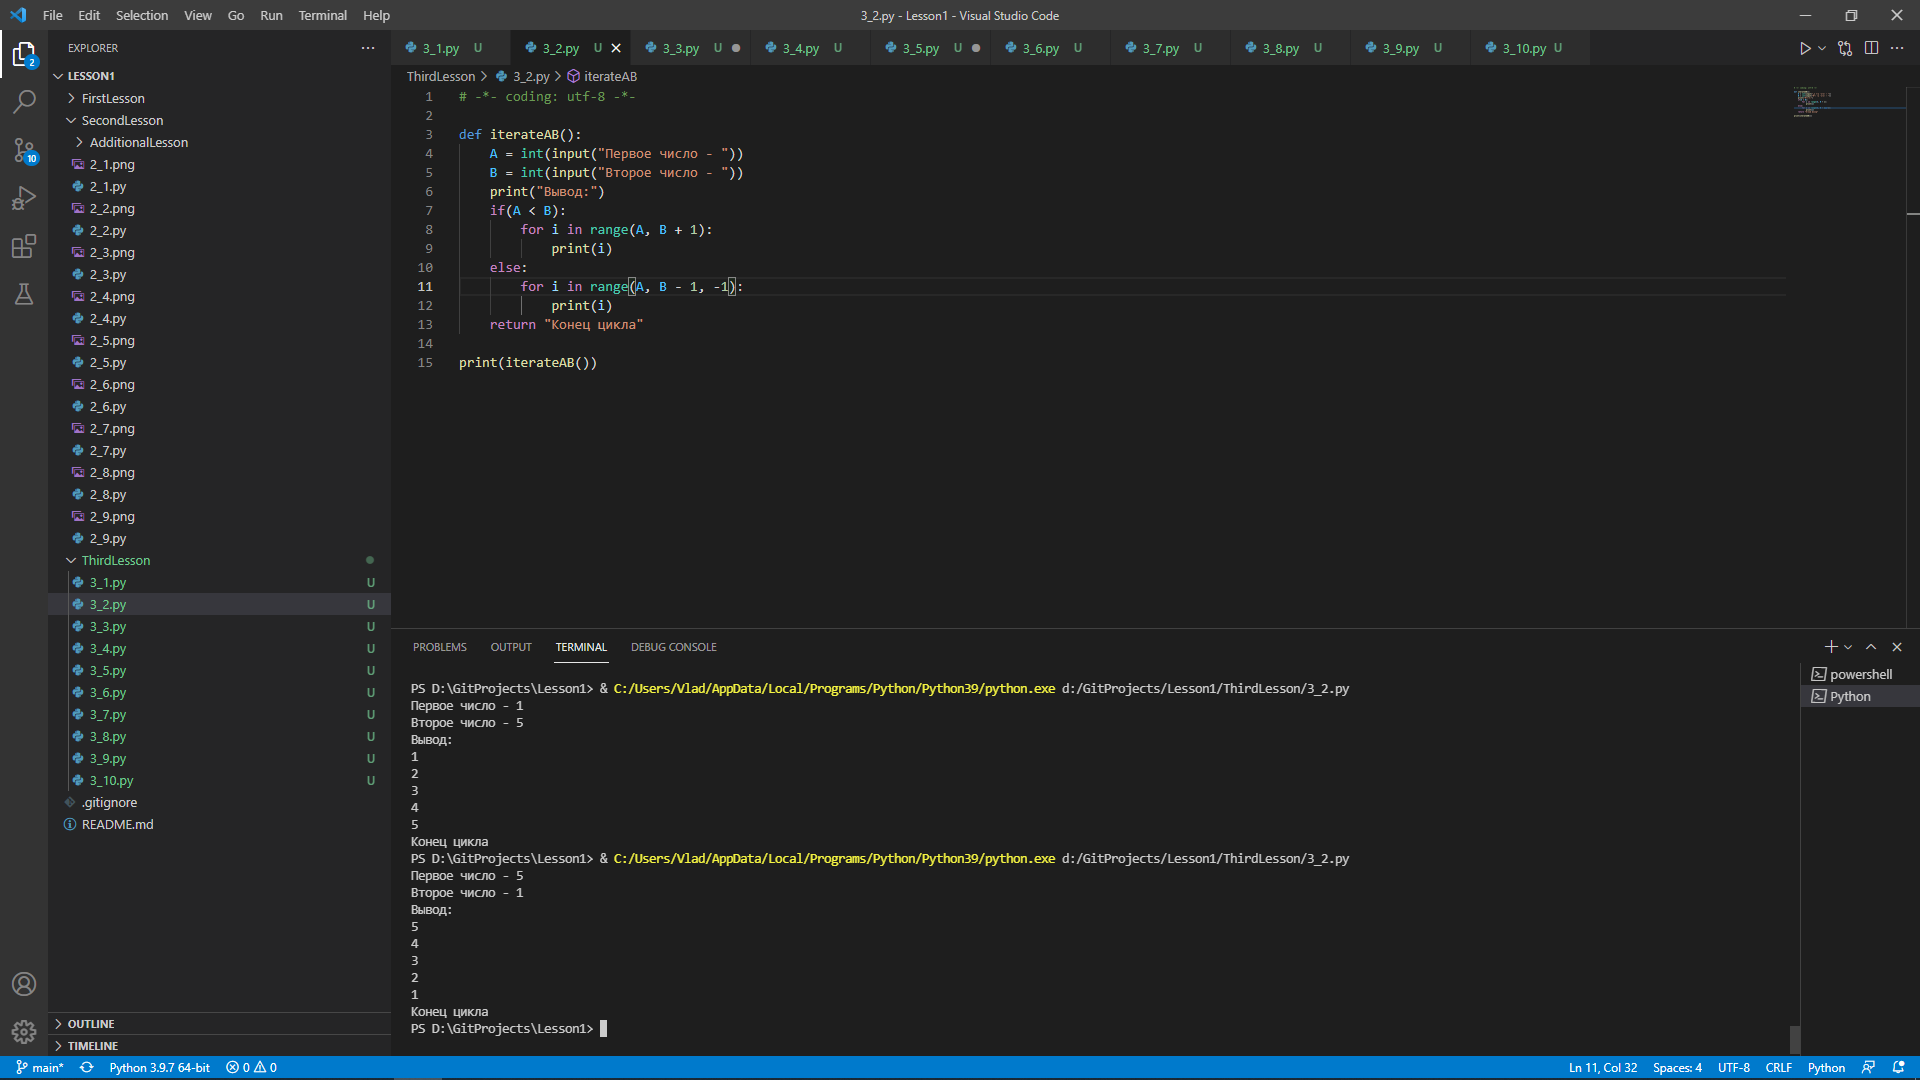 File Edit Selection View Go Run Terminal Help
3_2.py - Lesson1 - Visual Studio Code
EXPLORER
LESSON1
FirstLesson
SecondLesson
AdditionalLesson
2_1.png
2_1.py
2_2.png
2_2.py
2_3.png
2_3.py
2_4.png
2_4.py
2_5.png
2_5.py
2_6.png
2_6.py
2_7.png
2_7.py
2_8.png
2_8.py
2_9.png
2_9.py
ThirdLesson
3_1.py U
3_2.py U
3_3.py U
3_4.py U
3_5.py U
3_6.py U
3_7.py U
3_8.py U
3_9.py U
3_10.py U
.gitignore
README.md
OUTLINE
TIMELINE
2
10
3_1.py U 3_2.py U 3_3.py U 3_4.py U 3_5.py U 3_6.py U 3_7.py U 3_8.py U 3_9.py U 3_10.py U
ThirdLesson > 3_2.py > iterateAB
1 # -*- coding: utf-8 -*-
2
3 def iterateAB():
4 A = int(input("Первое число - "))
5 B = int(input("Второе число - "))
6 print("Вывод:")
7 if(A < B):
8 for i in range(A, B + 1):
9 print(i)
10 else:
11 for i in range(A, B - 1, -1):
12 print(i)
13 return "Конец цикла"
14
15 print(iterateAB())
PROBLEMS OUTPUT TERMINAL DEBUG CONSOLE
powershell
Python
PS D:\GitProjects\Lesson1> & C:/Users/Vlad/AppData/Local/Programs/Python/Python39/python.exe d:/GitProjects/Lesson1/ThirdLesson/3_2.py
Первое число - 1
Второе число - 5
Вывод:
1
2
3
4
5
Конец цикла
PS D:\GitProjects\Lesson1> & C:/Users/Vlad/AppData/Local/Programs/Python/Python39/python.exe d:/GitProjects/Lesson1/ThirdLesson/3_2.py
Первое число - 5
Второе число - 1
Вывод:
5
4
3
2
1
Конец цикла
PS D:\GitProjects\Lesson1>
main* Python 3.9.7 64-bit 0 0 Ln 11, Col 32 Spaces: 4 UTF-8 CRLF Python